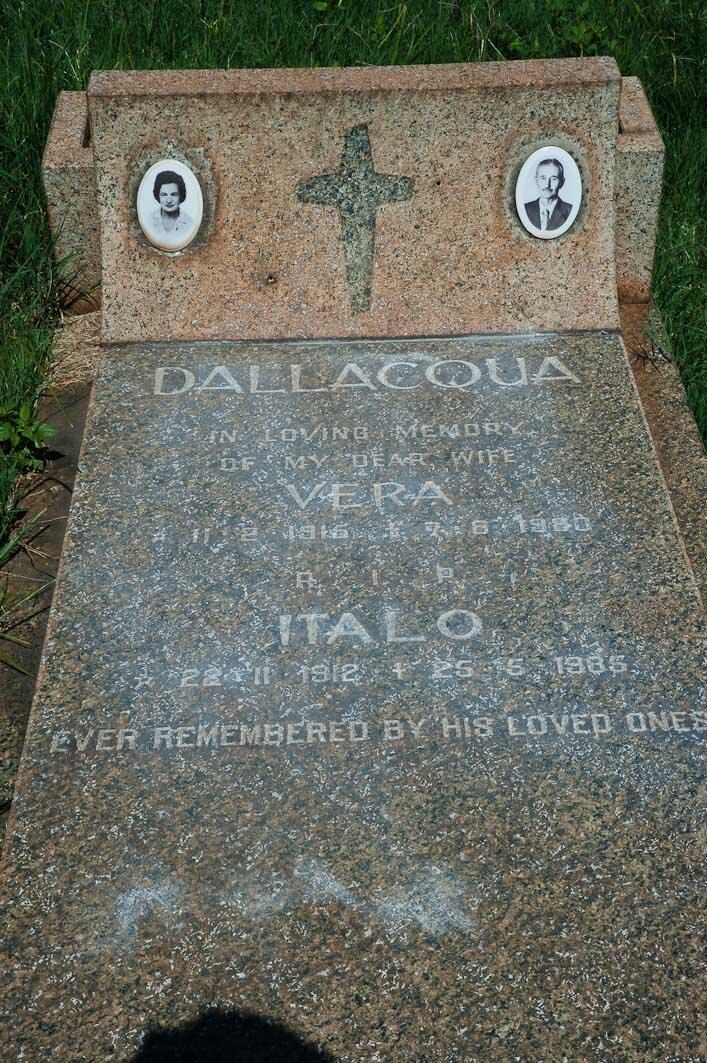 DALLACQUA
IN LOVING MEMORY
OF MY DEAR WIFE
VERA
* 11 2 1916 † 7 6 1980
R. I. P.
ITALO
* 22 11 1912 † 25 5 1985
EVER REMEMBERED BY HIS LOVED ONES